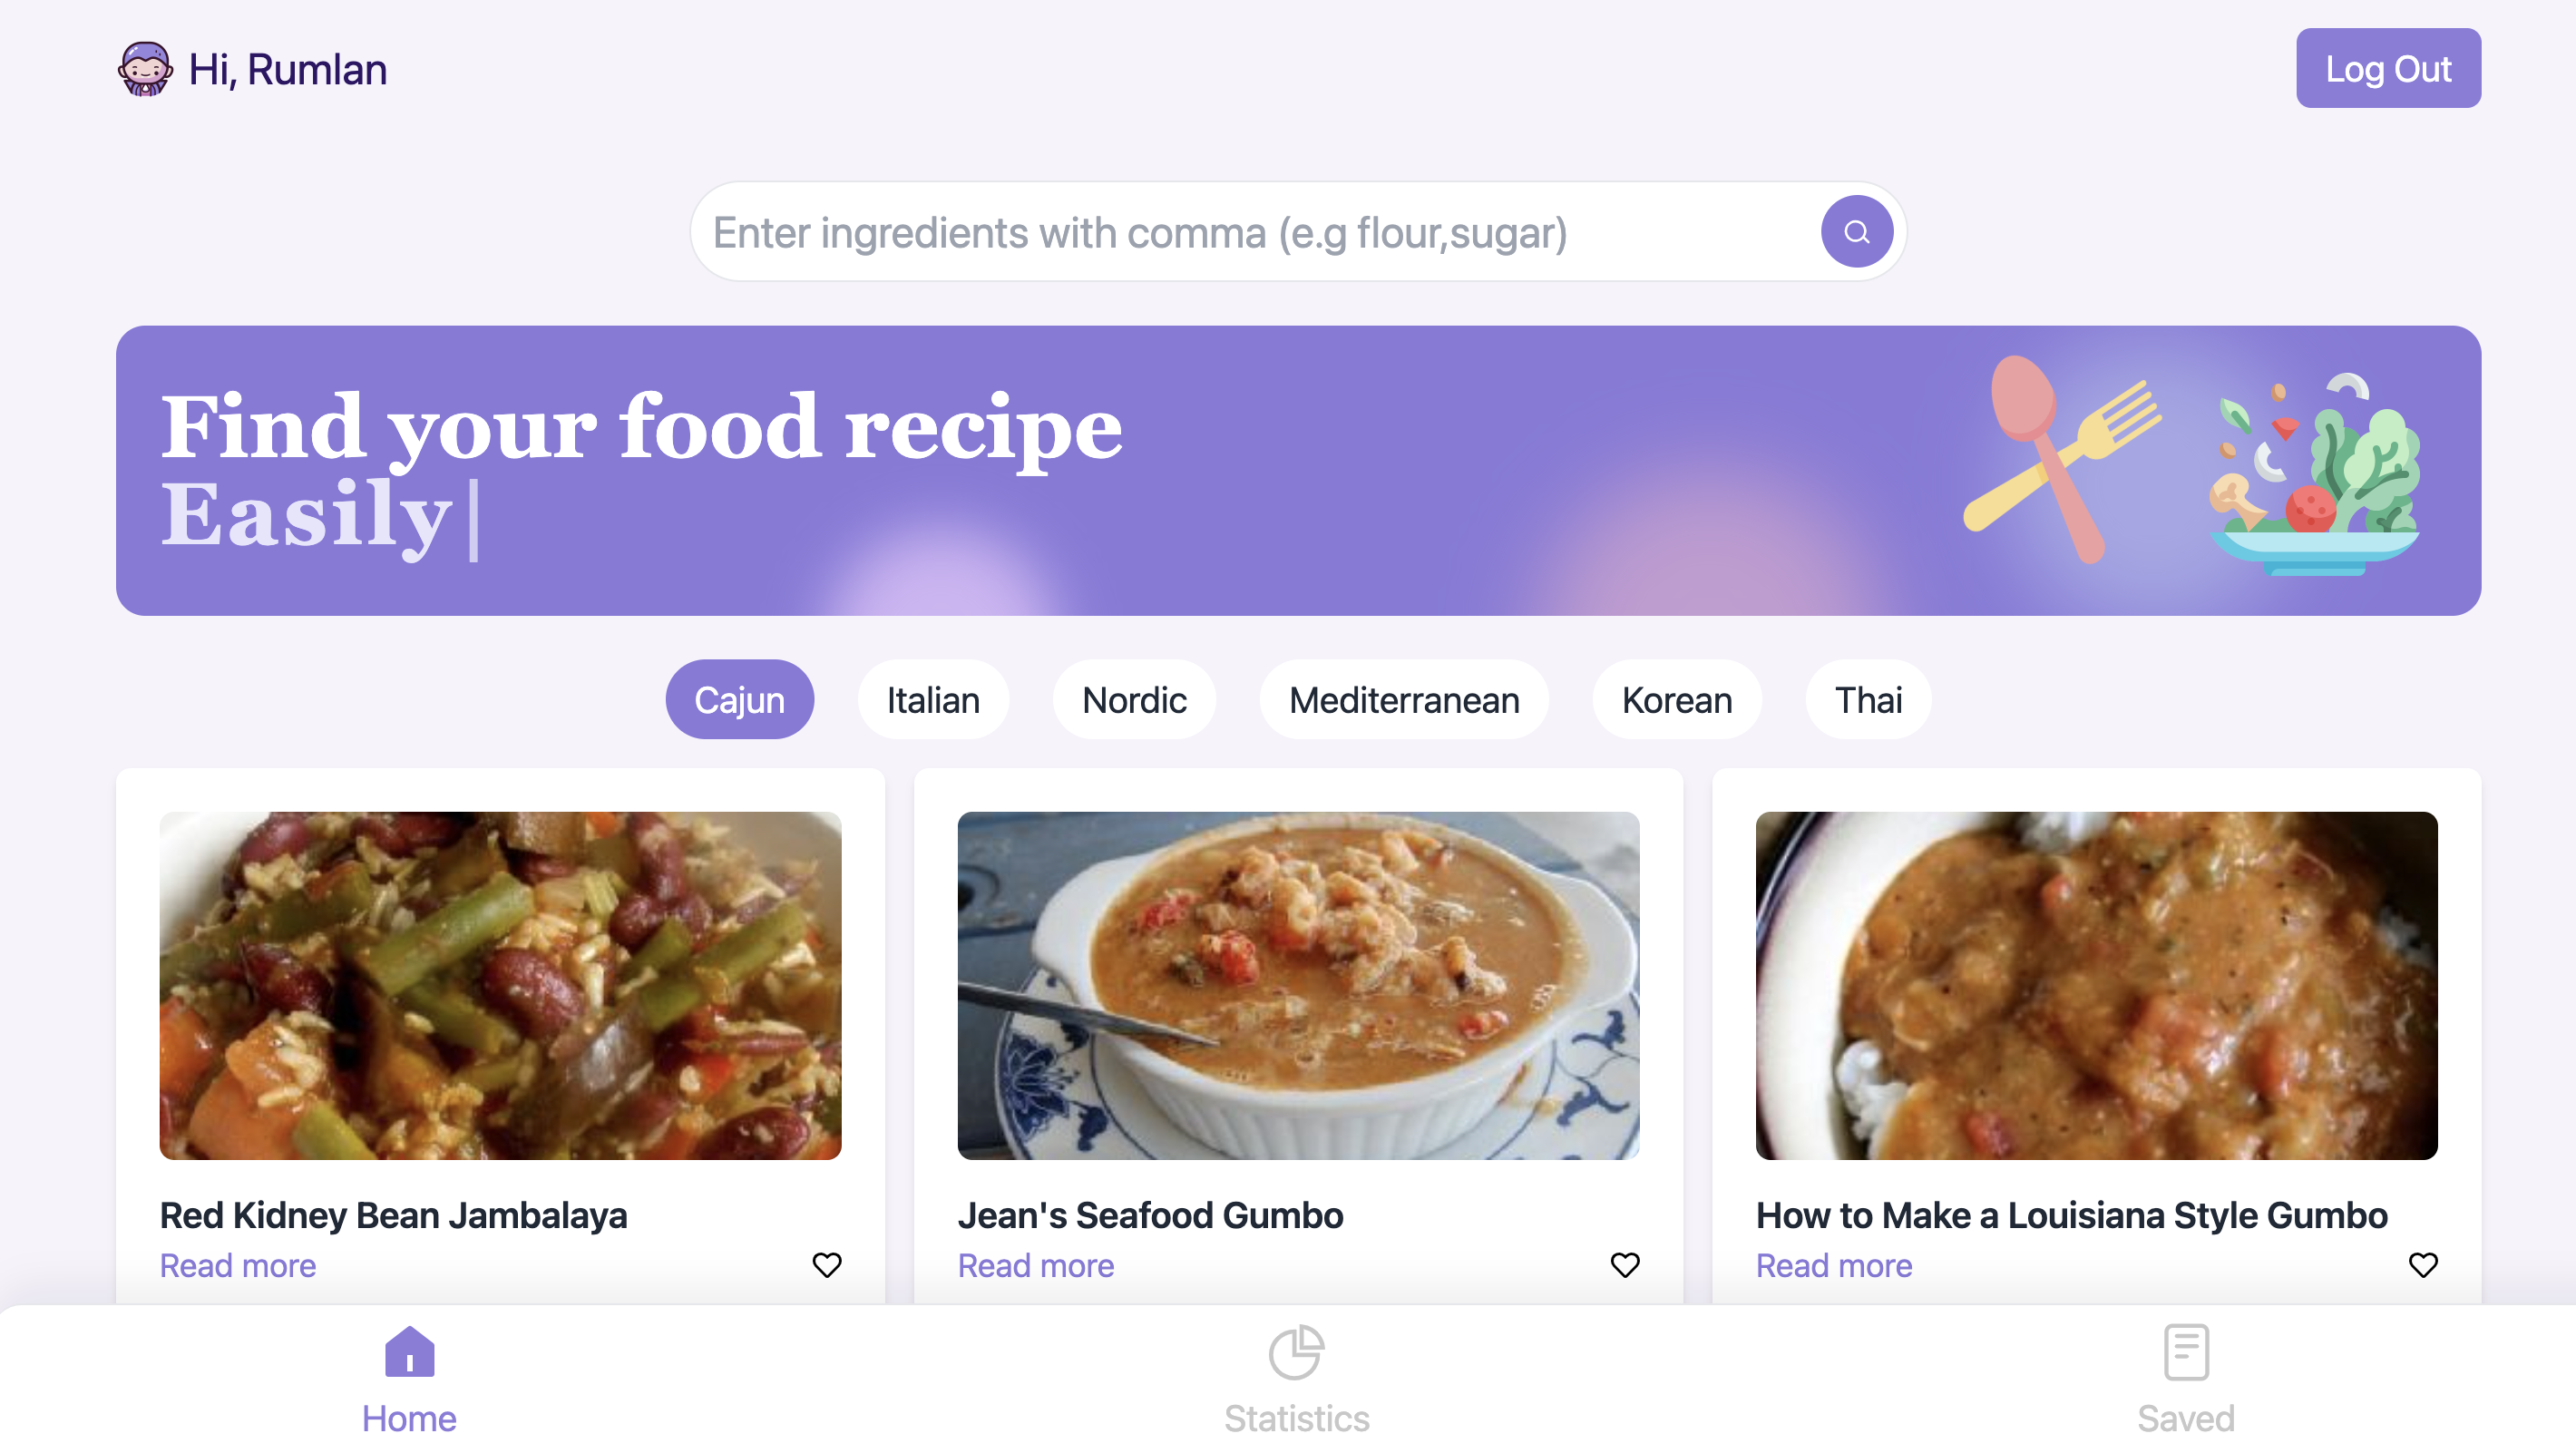 Hi, Rumlan
Log Out
Enter ingredients with comma (e.g flour,sugar)
Find your food recipe
Easily|
Cajun
Italian
Nordic
Mediterranean
Korean
Thai
Red Kidney Bean Jambalaya
Read more
Jean's Seafood Gumbo
Read more
How to Make a Louisiana Style Gumbo
Read more
Home
Statistics
Saved